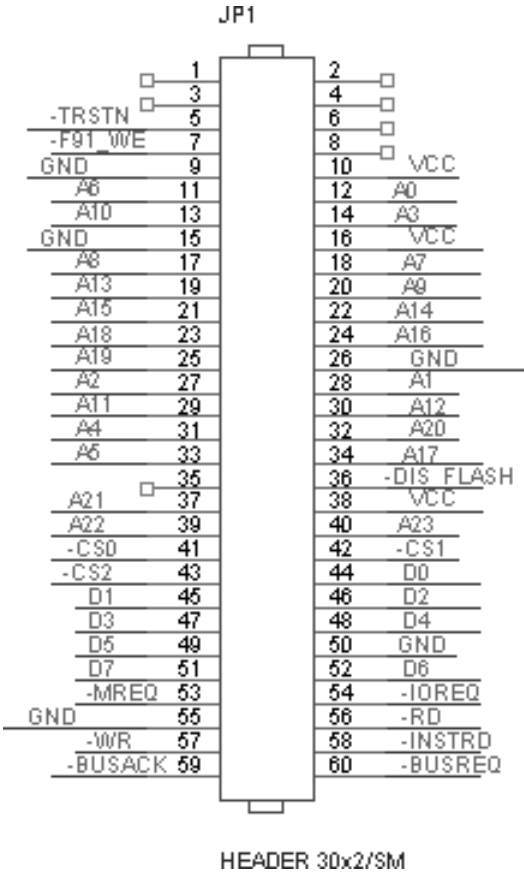 JP1
1 2
3 4
-TRSTN 5 6
-F91_WE 7 8
GND 9 10 VCC
A6 11 12 A0
A10 13 14 A3
GND 15 16 VCC
A8 17 18 A7
A13 19 20 A9
A15 21 22 A14
A18 23 24 A16
A19 25 26 GND
A2 27 28 A1
A11 29 30 A12
A4 31 32 A20
A5 33 34 A17
35 36 -DIS_FLASH
A21 37 38 VCC
A22 39 40 A23
-CS0 41 42 -CS1
-CS2 43 44 D0
D1 45 46 D2
D3 47 48 D4
D5 49 50 GND
D7 51 52 D6
-MREQ 53 54 -IOREQ
GND 55 56 -RD
-WR 57 58 -INSTRD
-BUSACK 59 60 -BUSREQ
HEADER 30x2/SM